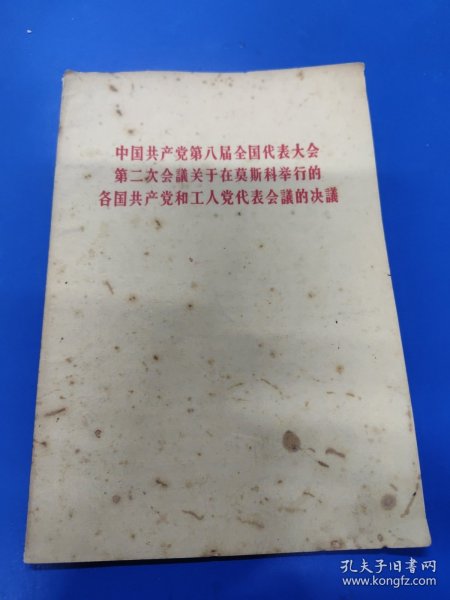 中国共产党第八届全国代表大会
第二次会議关于在莫斯科举行的
各国共产党和工人党代表会議的决議
孔夫子旧书网
www.kongfz.com